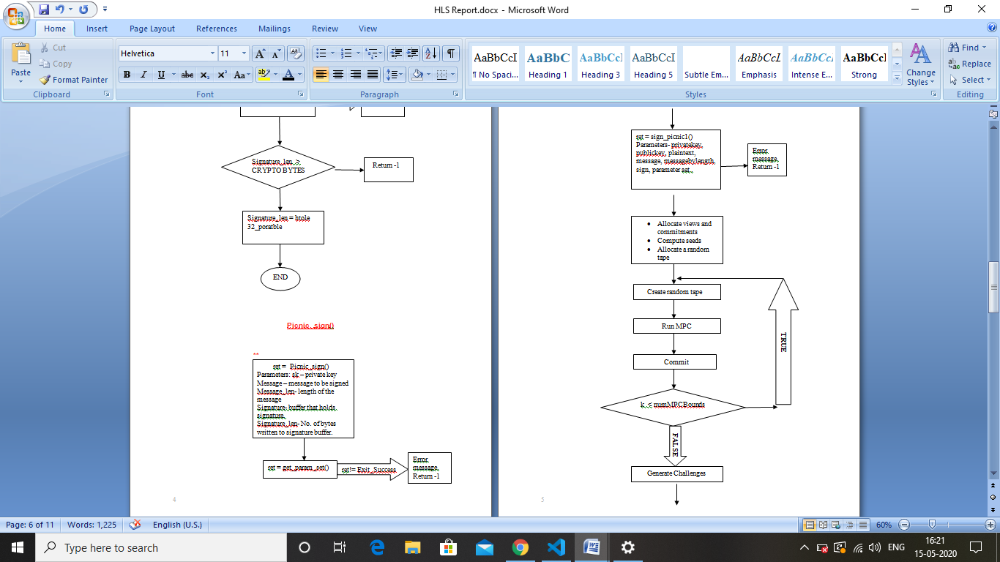 HLS Report.docx - Microsoft Word
Home Insert Page Layout References Mailings Review View
Paste
Cut
Copy
Format Painter
Clipboard
Helvetica 11
B I U abc x₂ x² Aa
Font
Paragraph
AaBbCcI AaBbC AaBbCcI AaBbCcI AaBbCcI AaBbCcI AaBbCcI
¶ No Spaci... Heading 1 Heading 3 Heading 5 Subtle Em... Emphasis Intense E... Strong
Change
Styles
Styles
Find
Replace
Select
Editing
Signature_len >
CRYPTO BYTES
Return -1
Signature_len = htole
32_poratble
END
Picnic_sign()
**
ret = Picnic_sign()
Parameters: sk – private key
Message – message to be signed
Message_len- length of the
message
Signature- buffer that holds
signature.
Signature_len- No. of bytes
written to signature buffer.
ret = get_param_set()
ret!= Exit_Success
Error
message,
Return -1
4
ret = sign_picnic1()
Parameters- privatekey,
publickey, plaintext,
message, messagebylength,
sign, parameter set..
Error
message,
Return -1
• Allocate views and
commitments
• Compute seeds
• Allocate a random
tape
Create random tape
Run MPC
Commit
k < numMPCBounds
TRUE
FALSE
Generate Challenges
5
Page: 6 of 11 Words: 1,225 English (U.S.) 60%
Type here to search
ENG
16:21
15-05-2020